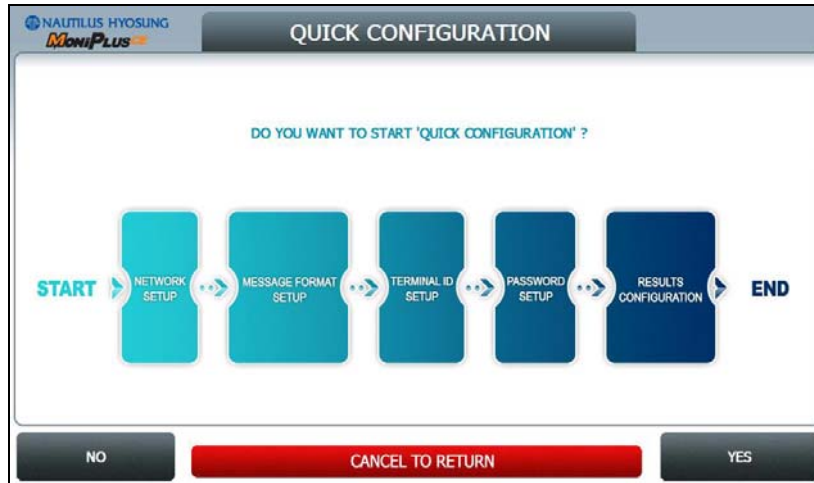 NAUTILUS HYOSUNG
MoniPlus CE
QUICK CONFIGURATION
DO YOU WANT TO START 'QUICK CONFIGURATION' ?
START
NETWORK
SETUP
MESSAGE FORMAT
SETUP
TERMINAL ID
SETUP
PASSWORD
SETUP
RESULTS
CONFIGURATION
END
NO
CANCEL TO RETURN
YES